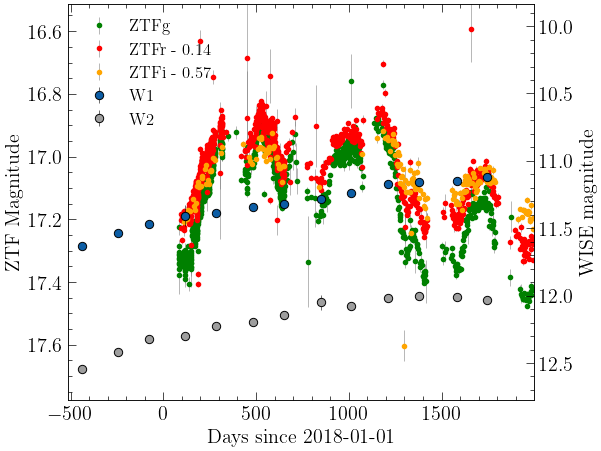 ZTFg
ZTFr - 0.14
ZTFi - 0.57
W1
W2
16.6
16.8
17.0
17.2
17.4
17.6
ZTF Magnitude
10.0
10.5
11.0
11.5
12.0
12.5
WISE magnitude
−500
0
500
1000
1500
Days since 2018-01-01